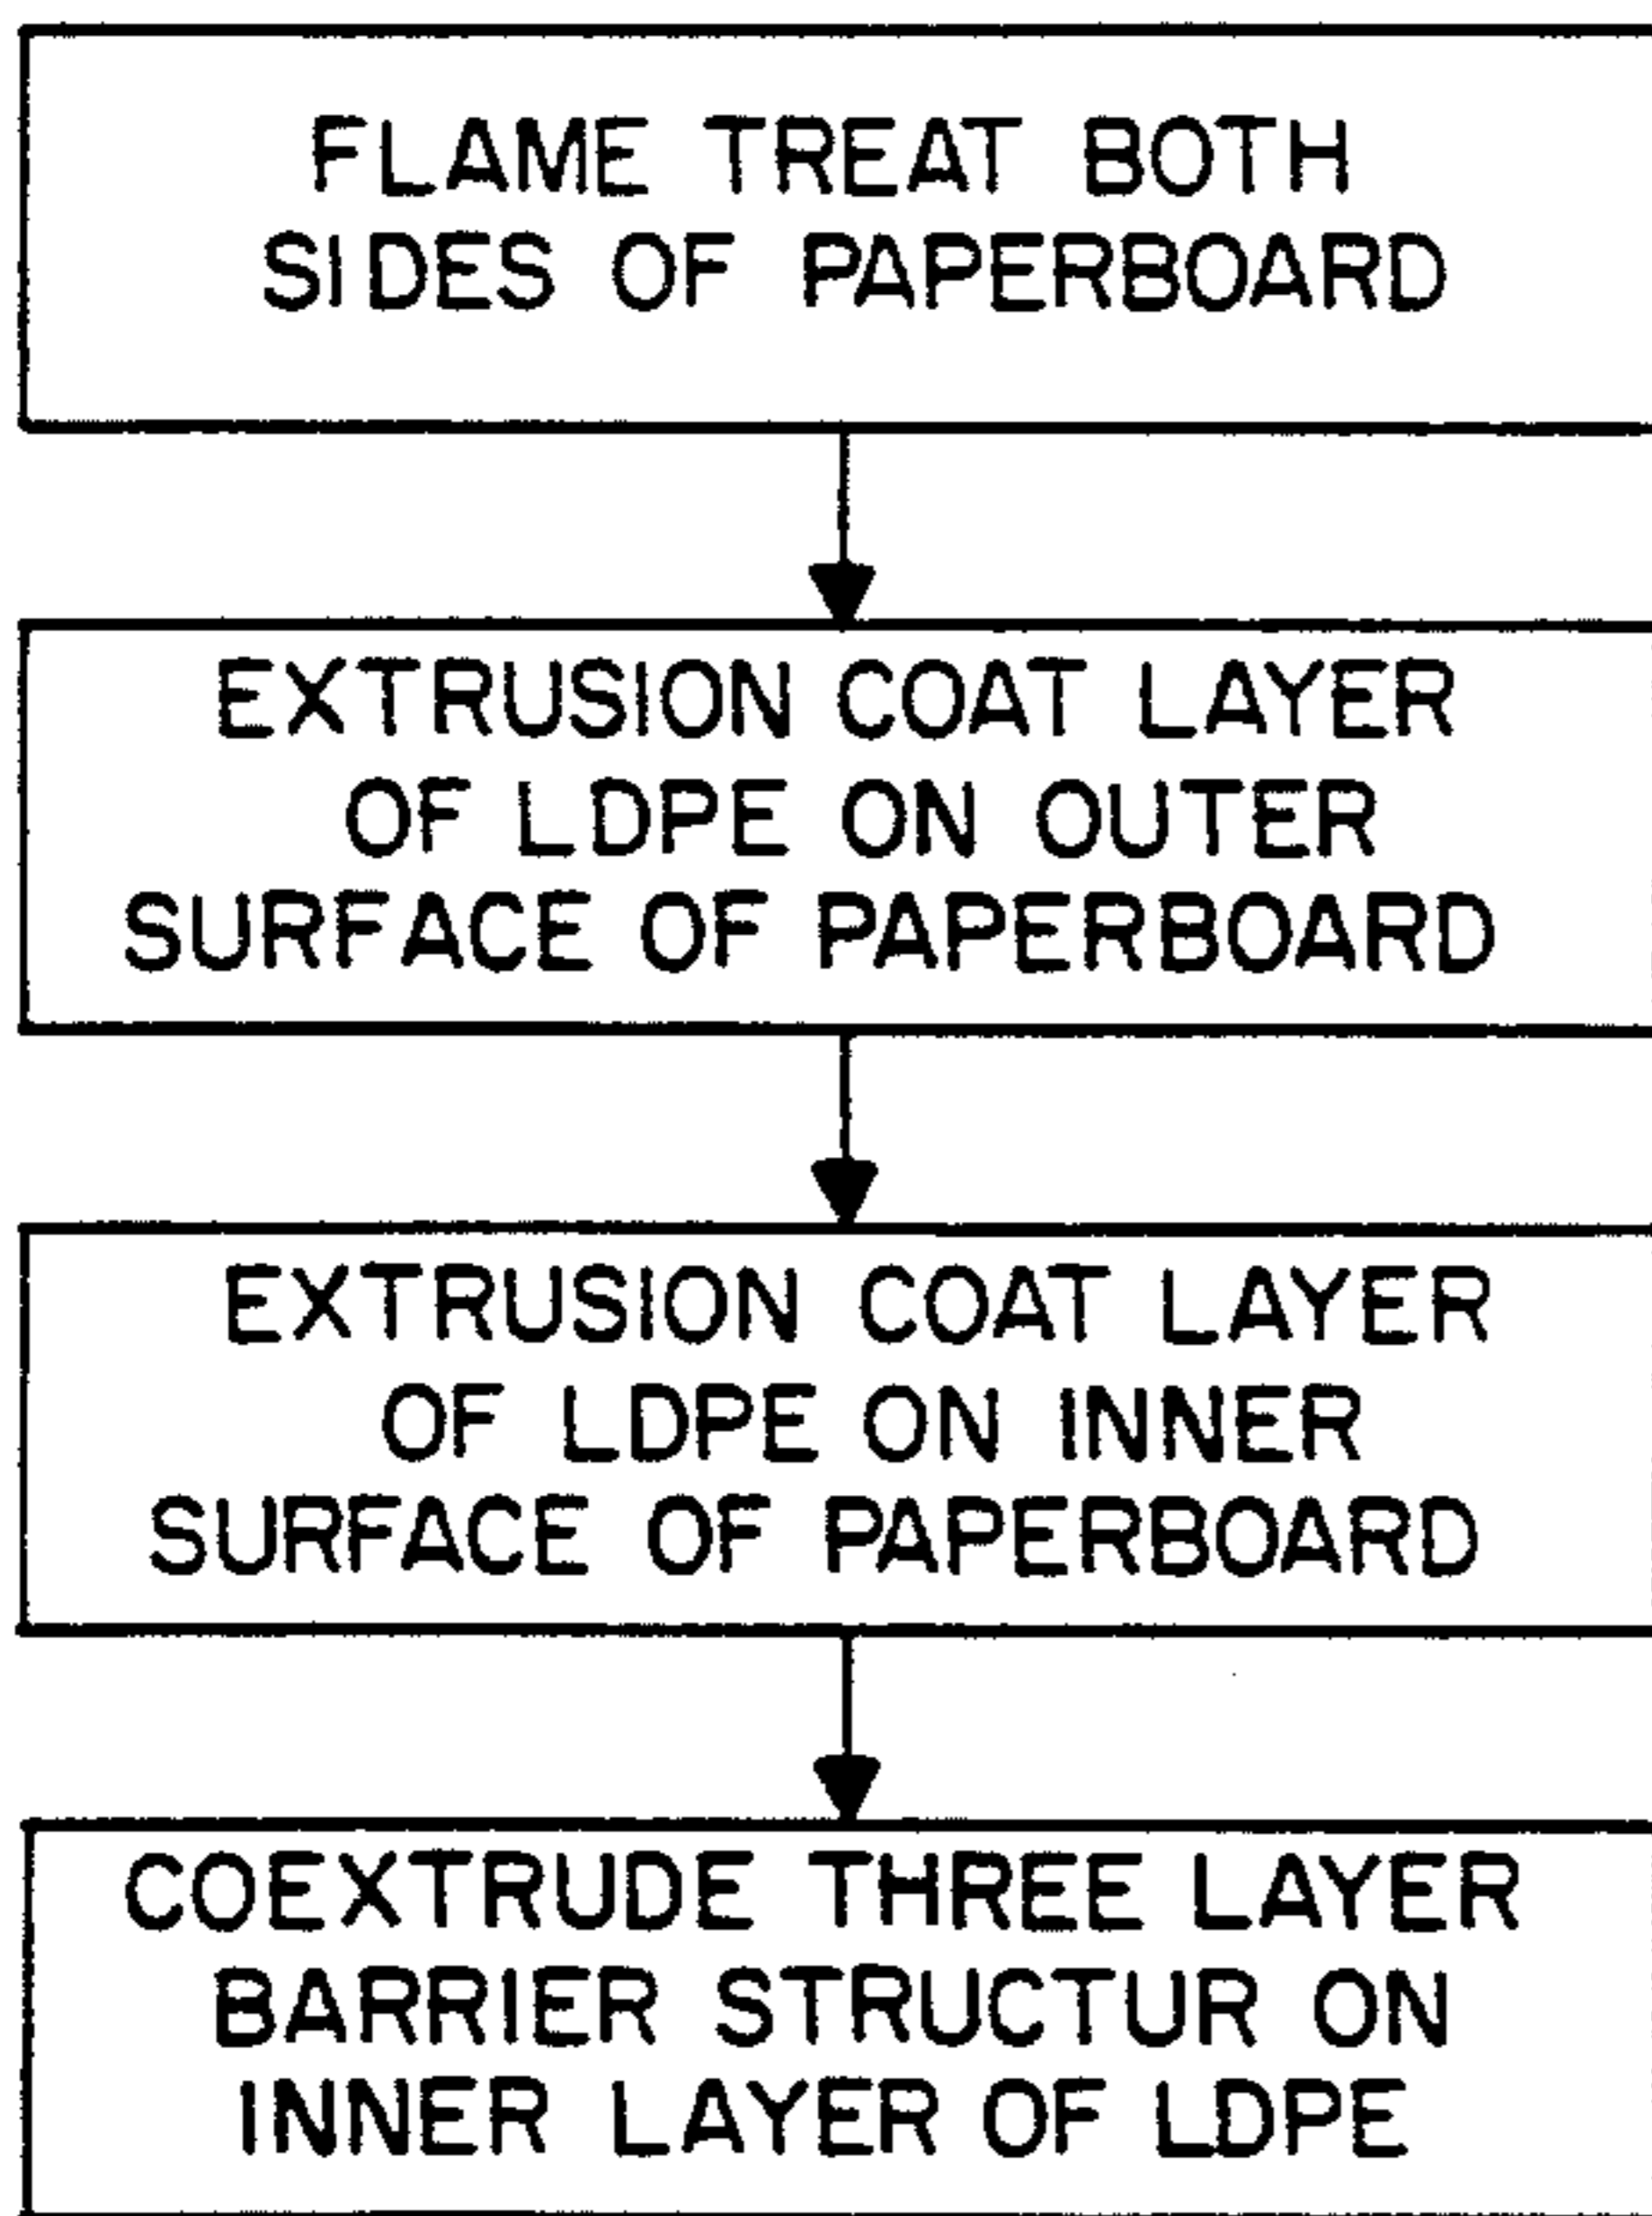 FLAME TREAT BOTH
SIDES OF PAPERBOARD
EXTRUSION COAT LAYER
OF LDPE ON OUTER
SURFACE OF PAPERBOARD
EXTRUSION COAT LAYER
OF LDPE ON INNER
SURFACE OF PAPERBOARD
COEXTRUDE THREE LAYER
BARRIER STRUCTUR ON
INNER LAYER OF LDPE